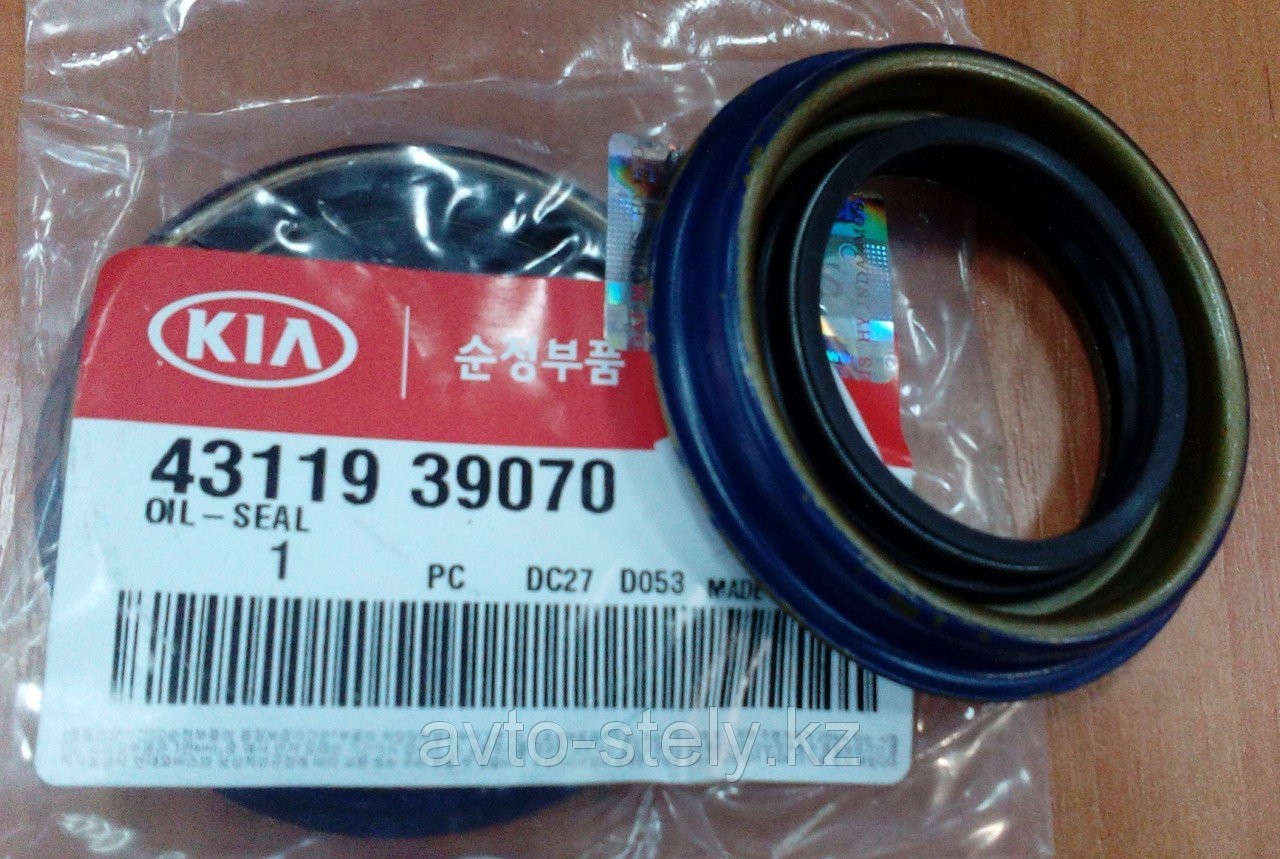 KIA 순정부품
43119 39070
OIL-SEAL
1 PC DC27 D053 MADE
avto-stely.kz